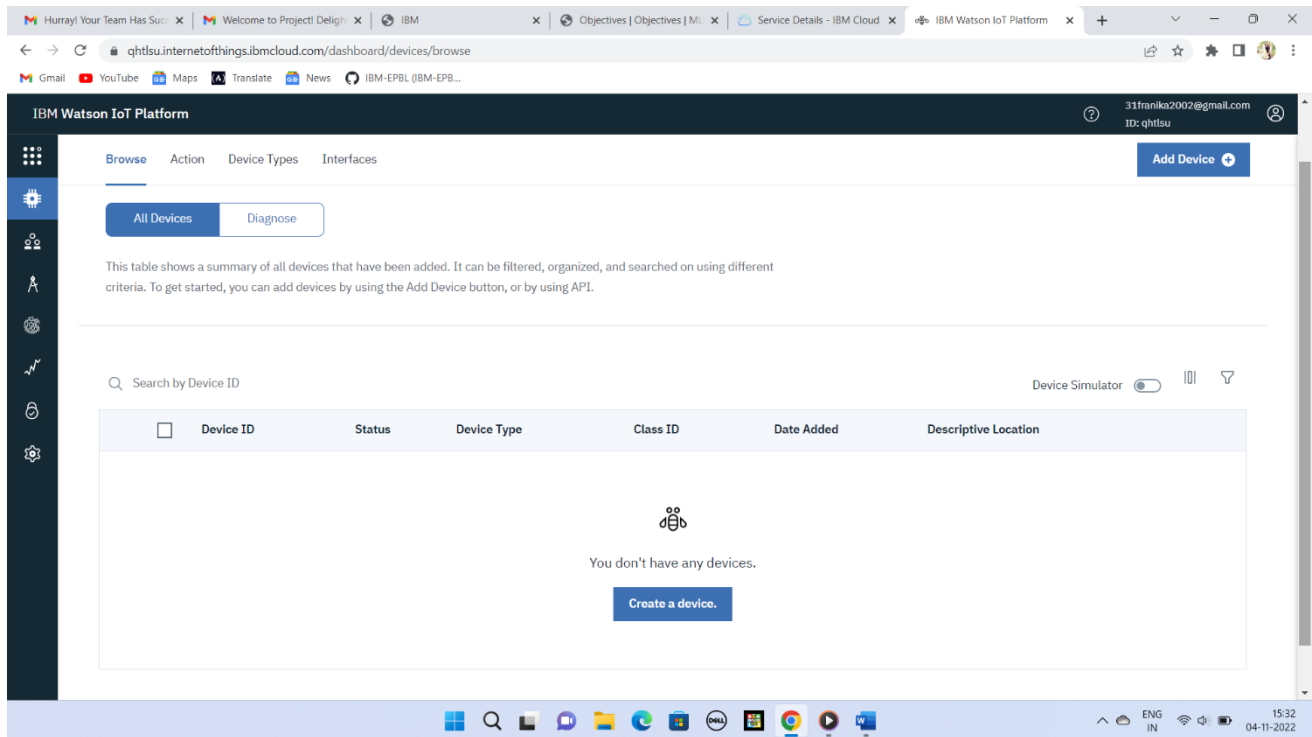 Hurray! Your Team Has Succ
Welcome to Project! Deligh
IBM
Objectives | Objectives | ML
Service Details - IBM Cloud
IBM Watson IoT Platform
qhtlsu.internetofthings.ibmcloud.com/dashboard/devices/browse
Gmail
YouTube
Maps
Translate
News
IBM-EPBL (IBM-EPB...
IBM Watson IoT Platform
31franika2002@gmail.com
ID: qhtlsu
Browse Action Device Types Interfaces
Add Device
All Devices Diagnose
This table shows a summary of all devices that have been added. It can be filtered, organized, and searched on using different
criteria. To get started, you can add devices by using the Add Device button, or by using API.
Search by Device ID
Device Simulator
Device ID Status Device Type Class ID Date Added Descriptive Location
You don't have any devices.
Create a device.
DELL
W
ENG
IN
15:32
04-11-2022